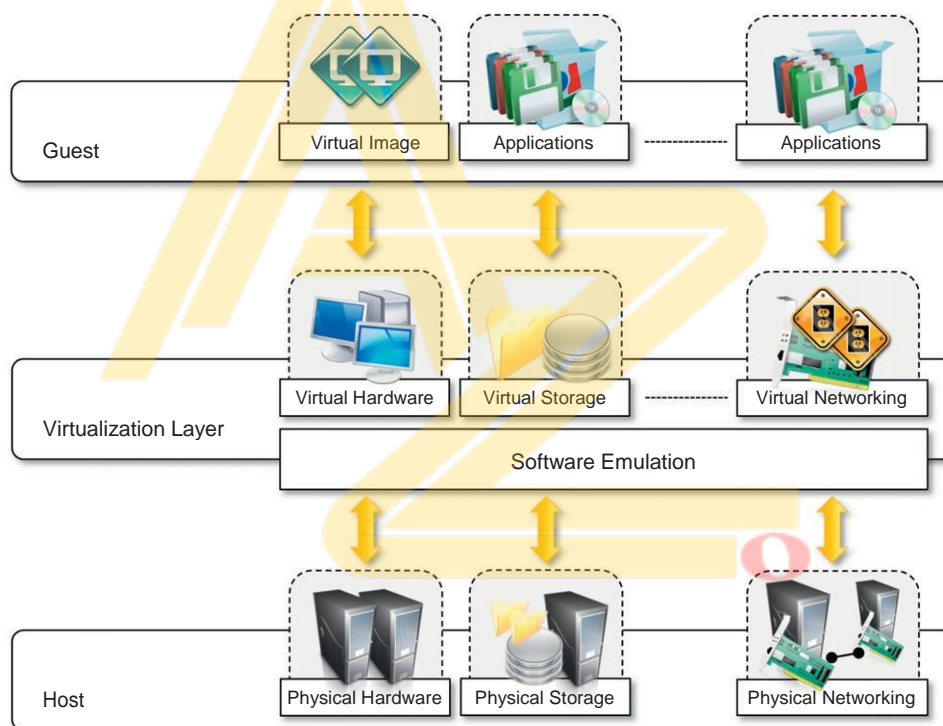 Virtual Image
Applications
Applications
Guest
Virtual Hardware
Virtual Storage
Virtual Networking
Virtualization Layer
Software Emulation
Physical Hardware
Physical Storage
Physical Networking
Host